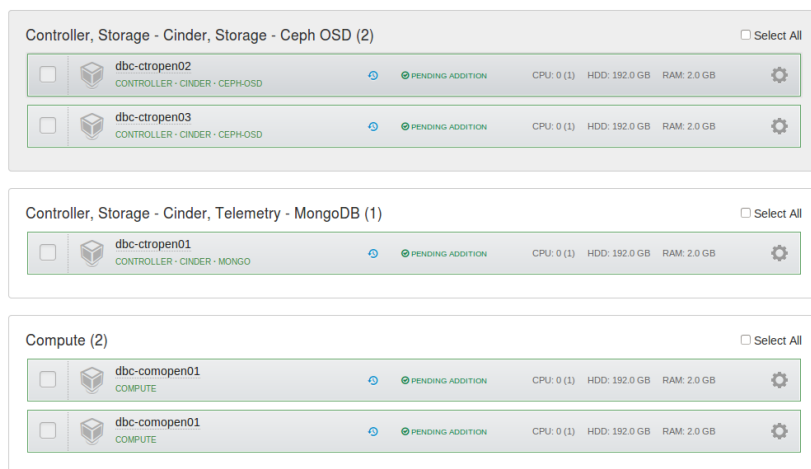 Controller, Storage - Cinder, Storage - Ceph OSD (2) Select All
dbc-ctropen02
CONTROLLER · CINDER · CEPH-OSD PENDING ADDITION CPU: 0 (1) HDD: 192.0 GB RAM: 2.0 GB
dbc-ctropen03
CONTROLLER · CINDER · CEPH-OSD PENDING ADDITION CPU: 0 (1) HDD: 192.0 GB RAM: 2.0 GB
Controller, Storage - Cinder, Telemetry - MongoDB (1) Select All
dbc-ctropen01
CONTROLLER · CINDER · MONGO PENDING ADDITION CPU: 0 (1) HDD: 192.0 GB RAM: 2.0 GB
Compute (2) Select All
dbc-comopen01
COMPUTE PENDING ADDITION CPU: 0 (1) HDD: 192.0 GB RAM: 2.0 GB
dbc-comopen01
COMPUTE PENDING ADDITION CPU: 0 (1) HDD: 192.0 GB RAM: 2.0 GB